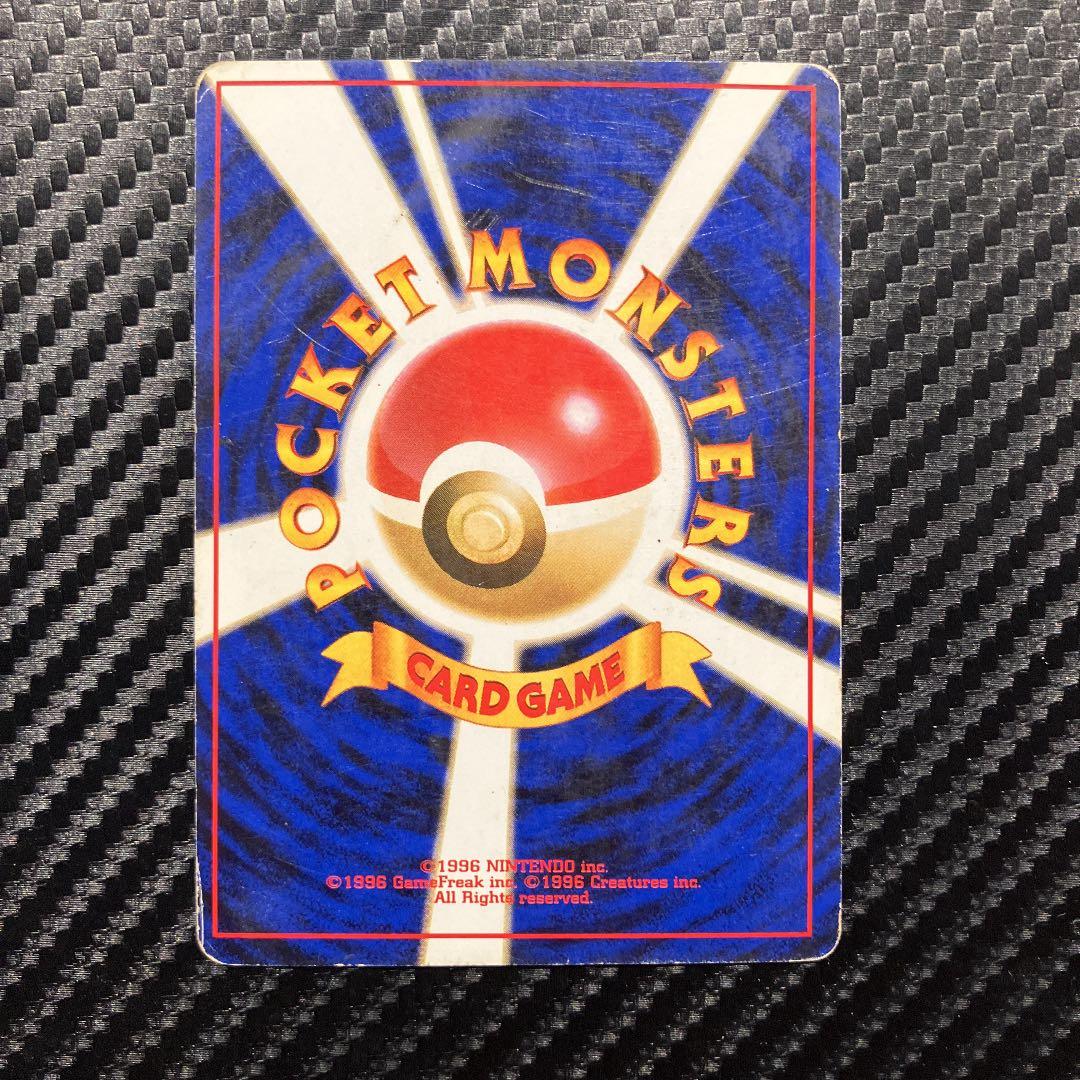 POCKET MONSTERS
CARD GAME
©1996 NINTENDO inc.
©1996 GameFreak inc. ©1996 Creatures inc.
All Rights reserved.